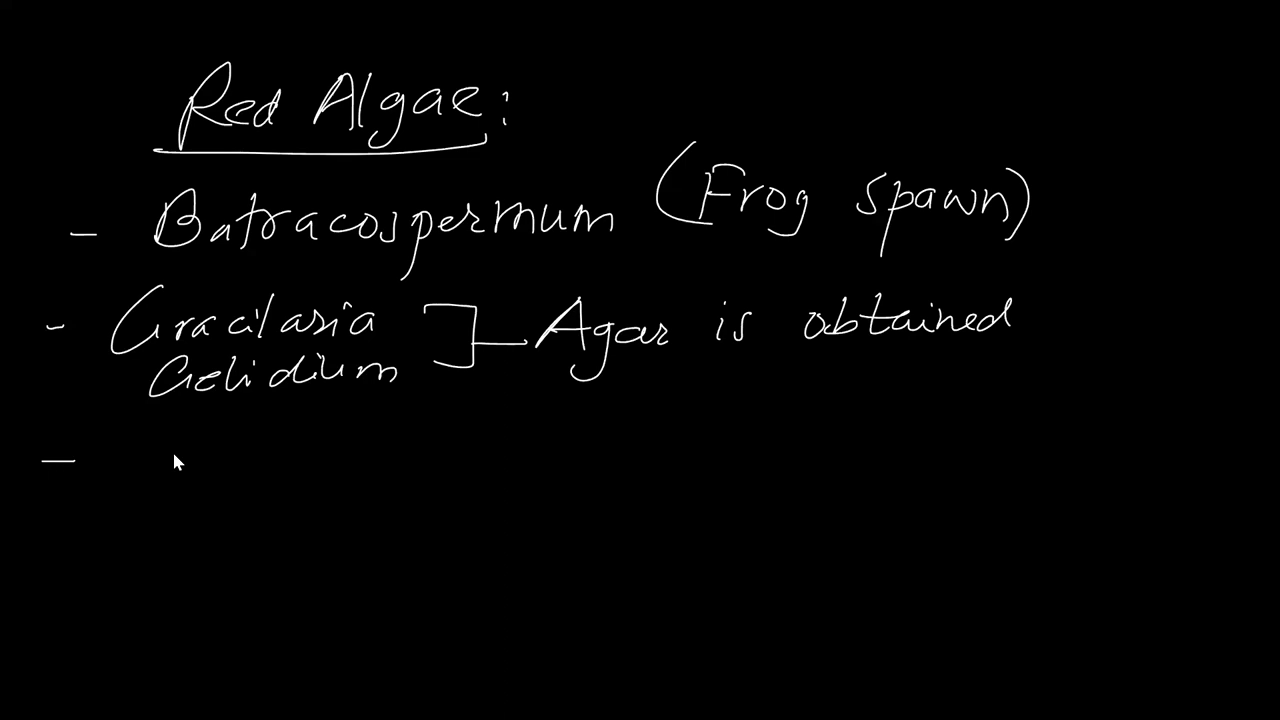 Red Algae:
- Batracospermum (Frog spawn)
- Gracilaria ]- Agar is obtained
Gelidium
-